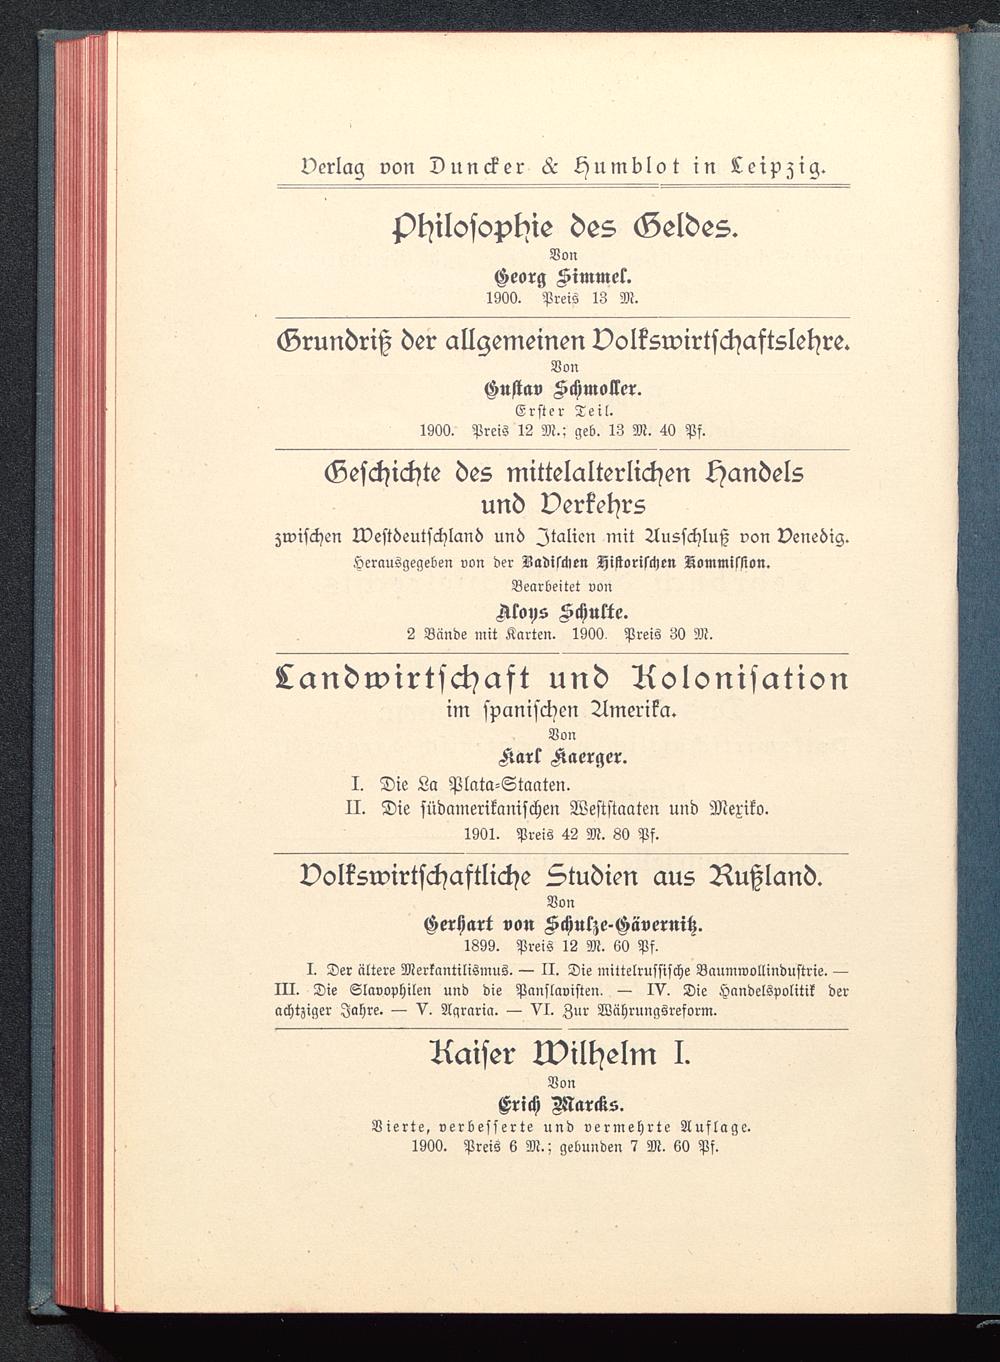 Verlag von Duncker & Humblot in Leipzig.
Philosophie des Geldes.
Von
Georg Simmel.
1900. Preis 13 M.
Grundriß der allgemeinen Volkswirtschaftslehre.
Von
Gustav Schmoller.
Erster Teil.
1900. Preis 12 M.; geb. 13 M. 40 Pf.
Geschichte des mittelalterlichen Handels
und Verkehrs
zwischen Westdeutschland und Italien mit Ausschluß von Venedig.
Herausgegeben von der Badischen Historischen Kommission.
Bearbeitet von
Aloys Schulte.
2 Bände mit Karten. 1900. Preis 30 M.
Landwirtschaft und Kolonisation
im spanischen Amerika.
Von
Karl Kaerger.
I. Die La Plata-Staaten.
II. Die südamerikanischen Weststaaten und Mexiko.
1901. Preis 42 M. 80 Pf.
Volkswirtschaftliche Studien aus Rußland.
Von
Gerhart von Schulze-Gävernitz.
1899. Preis 12 M. 60 Pf.
I. Der ältere Merkantilismus. — II. Die mittelrussische Baumwollindustrie. —
III. Die Slavophilen und die Panslavisten. — IV. Die Handelspolitik der
achtziger Jahre. — V. Agraria. — VI. Zur Währungsreform.
Kaiser Wilhelm I.
Von
Erich Marcks.
Vierte, verbesserte und vermehrte Auflage.
1900. Preis 6 M.; gebunden 7 M. 60 Pf.